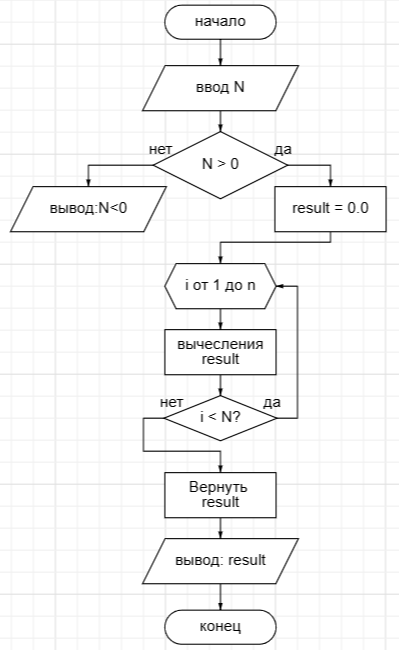 начало
ввод N
нет
да
N > 0
вывод:N<0
result = 0.0
i от 1 до n
вычесления
result
нет
да
i < N?
Вернуть
result
вывод: result
конец